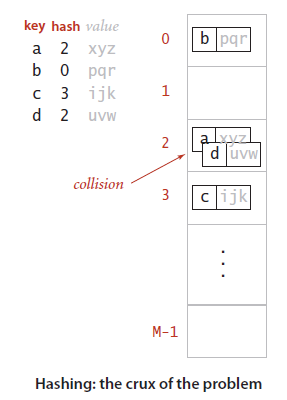 key hash value
a 2 xyz
b 0 pqr
c 3 ijk
d 2 uvw
collision
0 b pqr
1
2 a xyz
d uvw
3 c ijk
.
.
.
M-1
Hashing: the crux of the problem